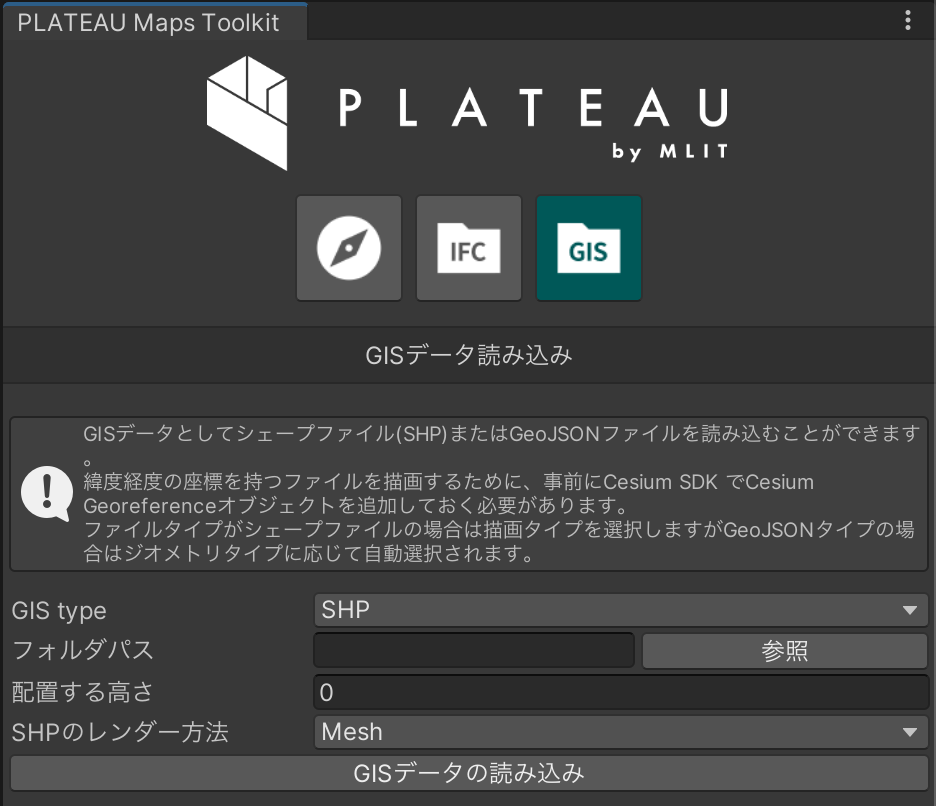 PLATEAU Maps Toolkit
PLATEAU
by MLIT
IFC
GIS
GISデータ読み込み
GISデータとしてシェープファイル(SHP)またはGeoJSONファイルを読み込むことができます
。
緯度経度の座標を持つファイルを描画するために、事前にCesium SDK でCesium
Georeferenceオブジェクトを追加しておく必要があります。
ファイルタイプがシェープファイルの場合は描画タイプを選択しますがGeoJSONタイプの場
合はジオメトリタイプに応じて自動選択されます。
GIS type
SHP
フォルダパス
参照
配置する高さ
0
SHPのレンダー方法
Mesh
GISデータの読み込み